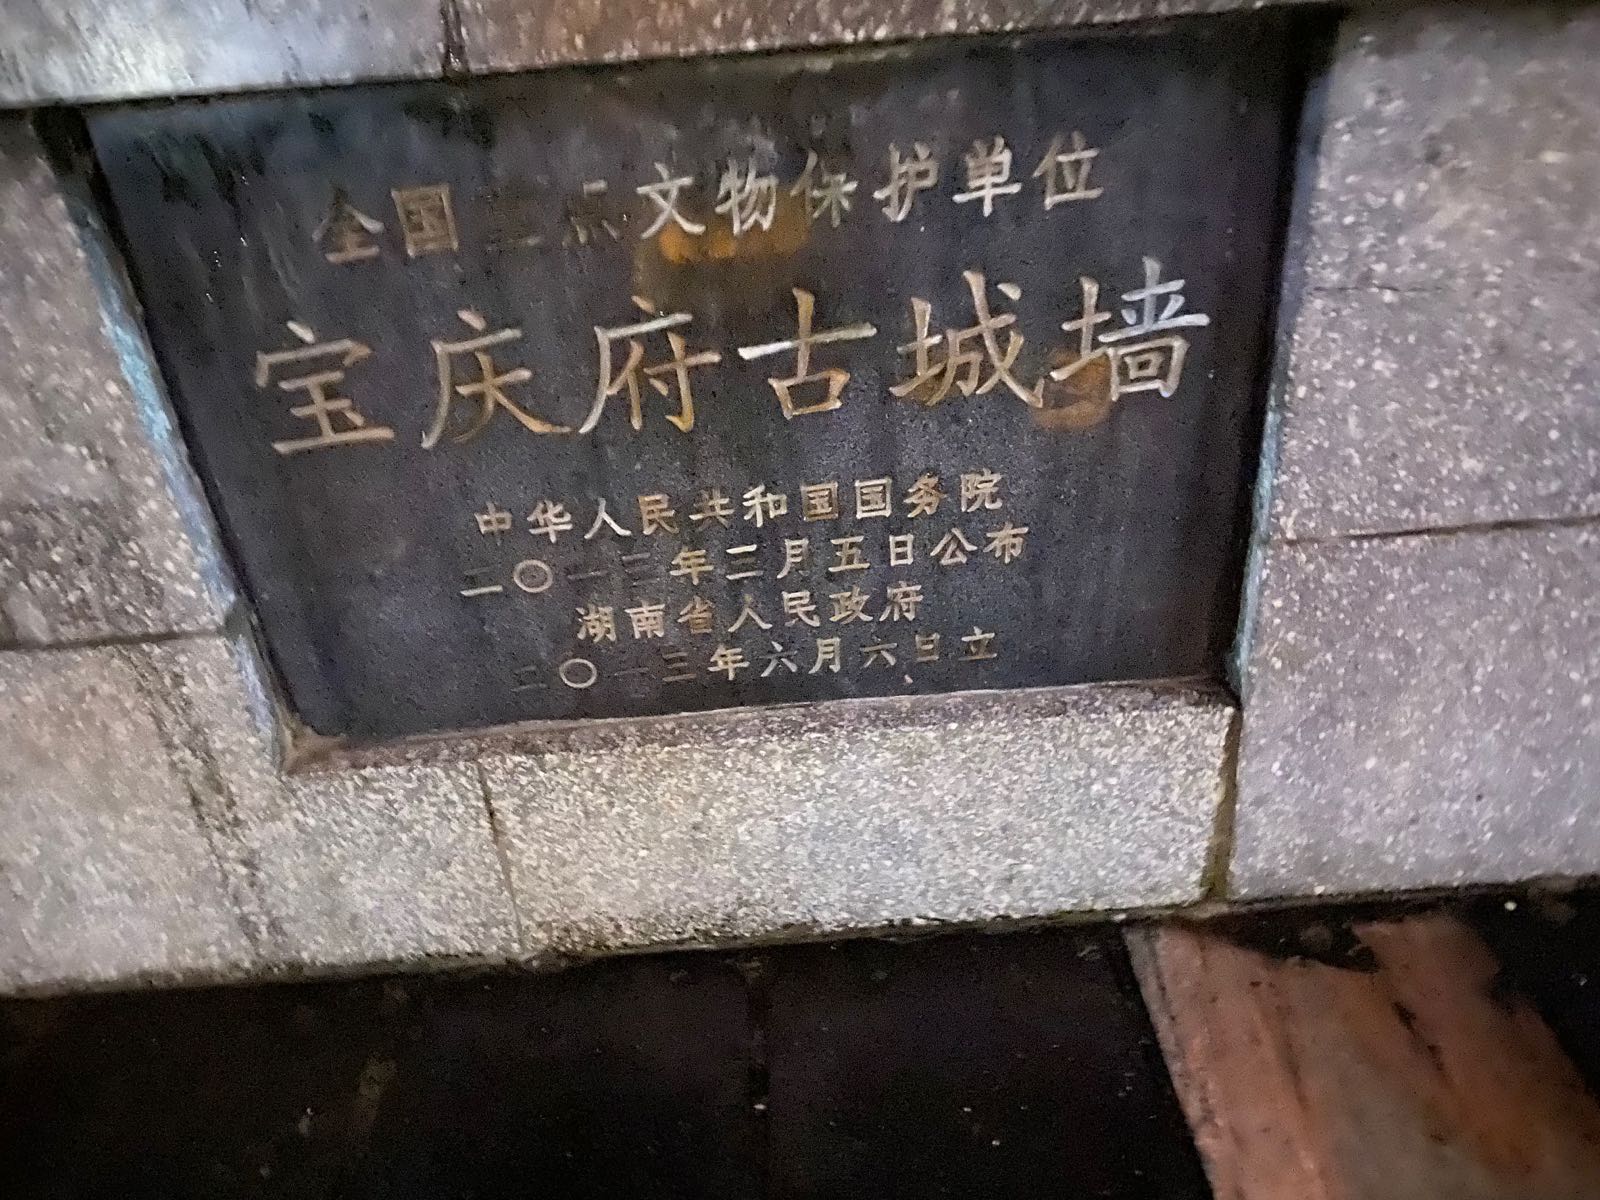 全国重点文物保护单位
宝庆府古城墙
中华人民共和国国务院
二〇一三年三月五日公布
湖南省人民政府
二〇一三年六月六日立